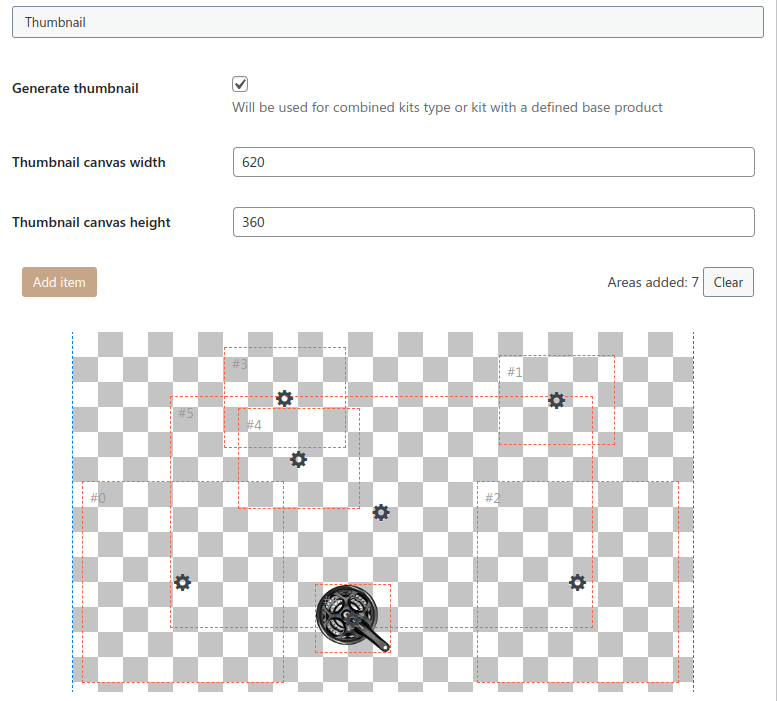 Thumbnail
Generate thumbnail
Will be used for combined kits type or kit with a defined base product
Thumbnail canvas width
620
Thumbnail canvas height
360
Add item
Areas added: 7
Clear
#3
#1
#5
#4
#0
#2